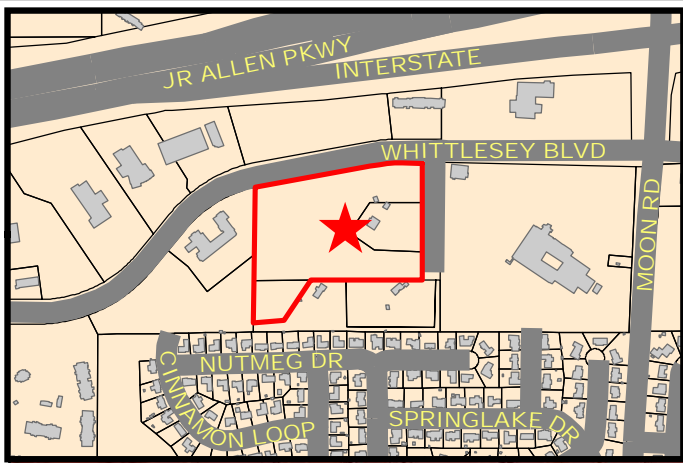 JR ALLEN PKWY
INTERSTATE
WHITTLESEY BLVD
MOON RD
NUTMEG DR
CINNAMON LOOP
SPRINGLAKE DR